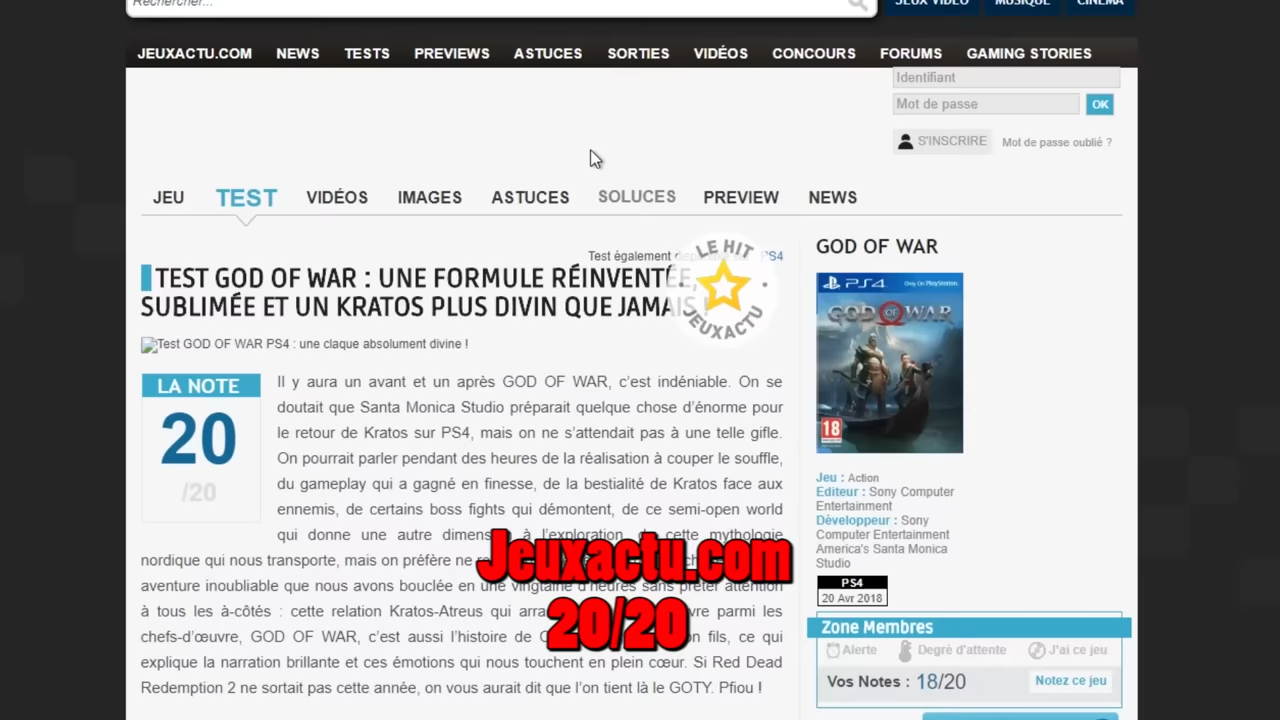 Rechercher...
JEUX VIDÉO MUSIQUE CINÉMA
JEUXACTU.COM NEWS TESTS PREVIEWS ASTUCES SORTIES VIDÉOS CONCOURS FORUMS GAMING STORIES
Identifiant
Mot de passe OK
S'INSCRIRE Mot de passe oublié ?
JEU TEST VIDÉOS IMAGES ASTUCES SOLUCES PREVIEW NEWS
Test également PS4
LE HIT
JEUXACTU
TEST GOD OF WAR : UNE FORMULE RÉINVENTÉE,
SUBLIMÉE ET UN KRATOS PLUS DIVIN QUE JAMAIS !
Test GOD OF WAR PS4 : une claque absolument divine !
LA NOTE
20
/20
Il y aura un avant et un après GOD OF WAR, c'est indéniable. On se
doutait que Santa Monica Studio préparait quelque chose d'énorme pour
le retour de Kratos sur PS4, mais on ne s'attendait pas à une telle gifle.
On pourrait parler pendant des heures de la réalisation à couper le souffle,
du gameplay qui a gagné en finesse, de la bestialité de Kratos face aux
ennemis, de certains boss fights qui démontent, de ce semi-open world
qui donne une autre à l'exploration de cette mythologie
nordique qui nous transporte, mais on préfère ne
aventure inoubliable que nous avons bouclée en une vingtaine d'heures sans prêter attention
à tous les à-côtés : cette relation Kratos-Atreus qui parmi les
chefs-d'œuvre, GOD OF WAR, c'est aussi l'histoire de fils, ce qui
explique la narration brillante et ces émotions qui nous touchent en plein cœur. Si Red Dead
Redemption 2 ne sortait pas cette année, on vous aurait dit que l'on tient là le GOTY. Pfiou !
Jeuxactu.com
20/20
GOD OF WAR
PS4 Only On PlayStation
GOD OF WAR
18
Jeu : Action
Editeur : Sony Computer
Entertainment
Développeur : Sony
Computer Entertainment
America's Santa Monica
Studio
PS4
20 Avr 2018
Zone Membres
Alerte Degré d'attente J'ai ce jeu
Vos Notes : 18/20 Notez ce jeu